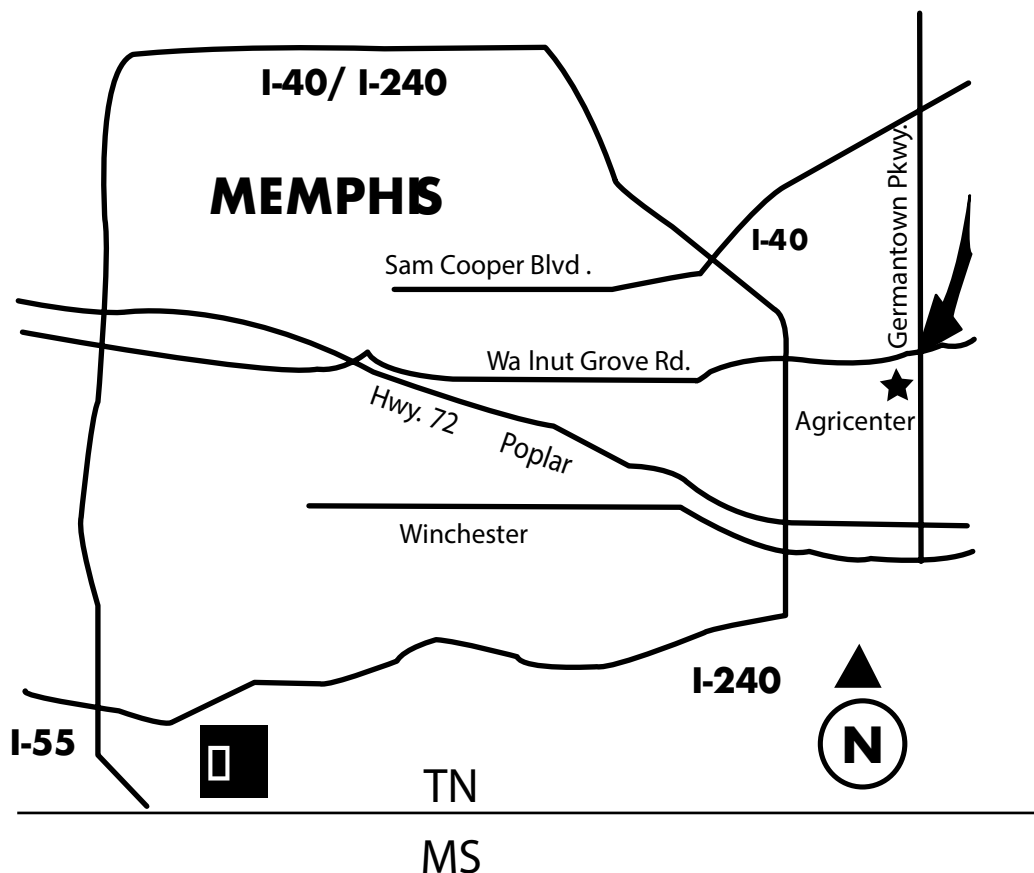 I-40/ I-240
Germantown Pkwy.
MEMPHIS
I-40
Sam Cooper Blvd .
Wa lnut Grove Rd.
Hwy. 72
Agricenter
Poplar
Winchester
I-240
I-55
N
TN
MS